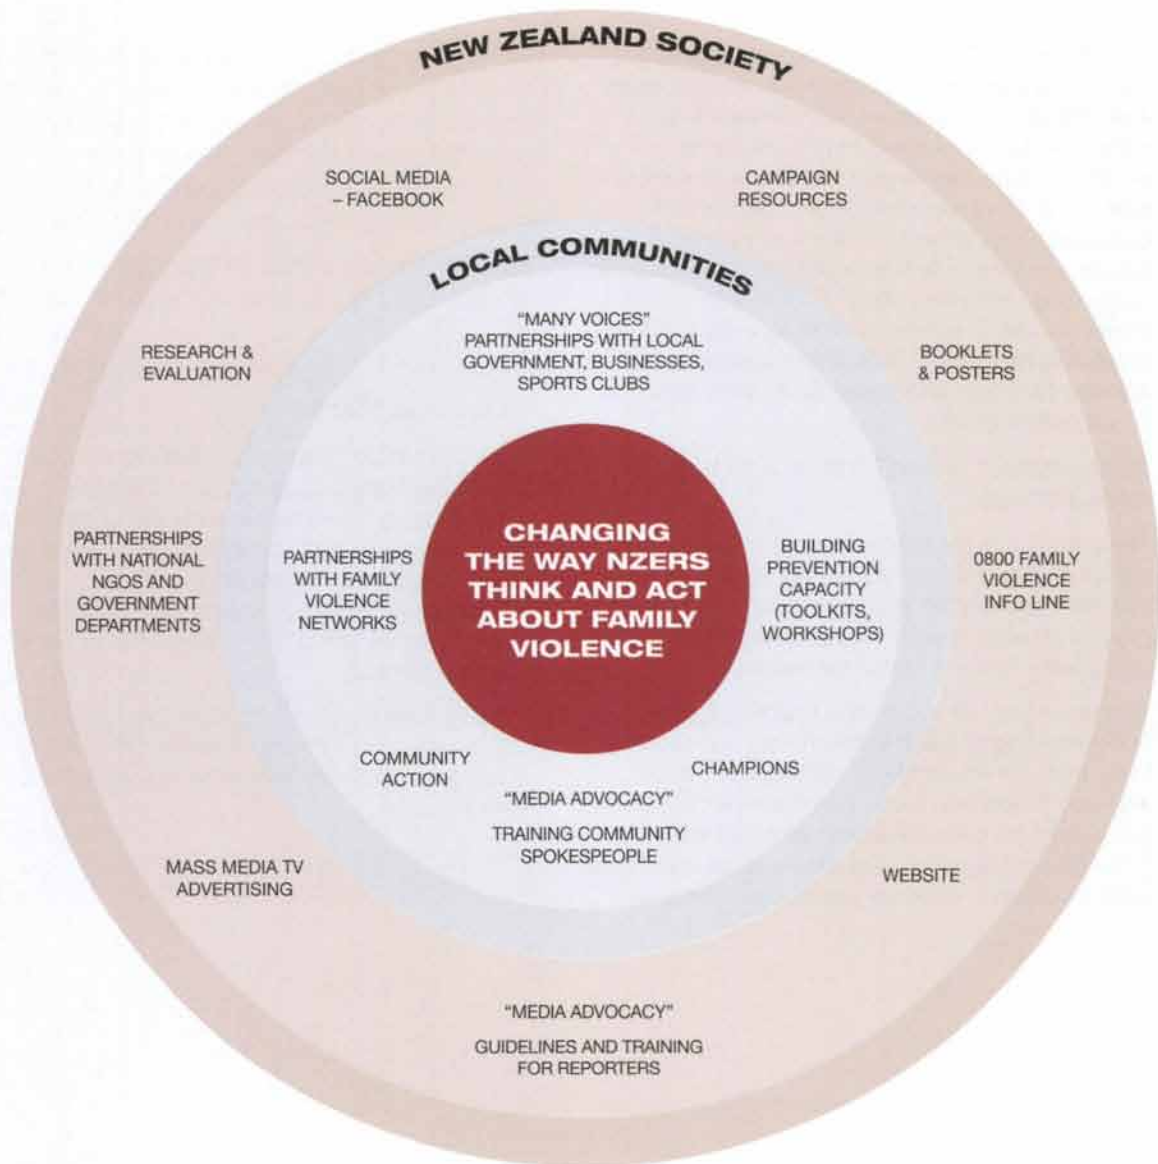 NEW ZEALAND SOCIETY
SOCIAL MEDIA
– FACEBOOK
CAMPAIGN
RESOURCES
LOCAL COMMUNITIES
"MANY VOICES"
PARTNERSHIPS WITH LOCAL
GOVERNMENT, BUSINESSES,
SPORTS CLUBS
RESEARCH &
EVALUATION
BOOKLETS
& POSTERS
PARTNERSHIPS
WITH NATIONAL
NGOS AND
GOVERNMENT
DEPARTMENTS
PARTNERSHIPS
WITH FAMILY
VIOLENCE
NETWORKS
CHANGING
THE WAY NZERS
THINK AND ACT
ABOUT FAMILY
VIOLENCE
BUILDING
PREVENTION
CAPACITY
(TOOLKITS,
WORKSHOPS)
0800 FAMILY
VIOLENCE
INFO LINE
COMMUNITY
ACTION
CHAMPIONS
"MEDIA ADVOCACY"
TRAINING COMMUNITY
SPOKESPEOPLE
MASS MEDIA TV
ADVERTISING
WEBSITE
"MEDIA ADVOCACY"
GUIDELINES AND TRAINING
FOR REPORTERS